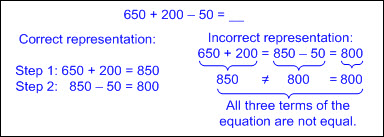 650 + 200 – 50 = __
Correct representation:
Step 1: 650 + 200 = 850
Step 2: 850 – 50 = 800
Incorrect representation:
650 + 200 = 850 – 50 = 800
850 ≠ 800 = 800
All three terms of the
equation are not equal.